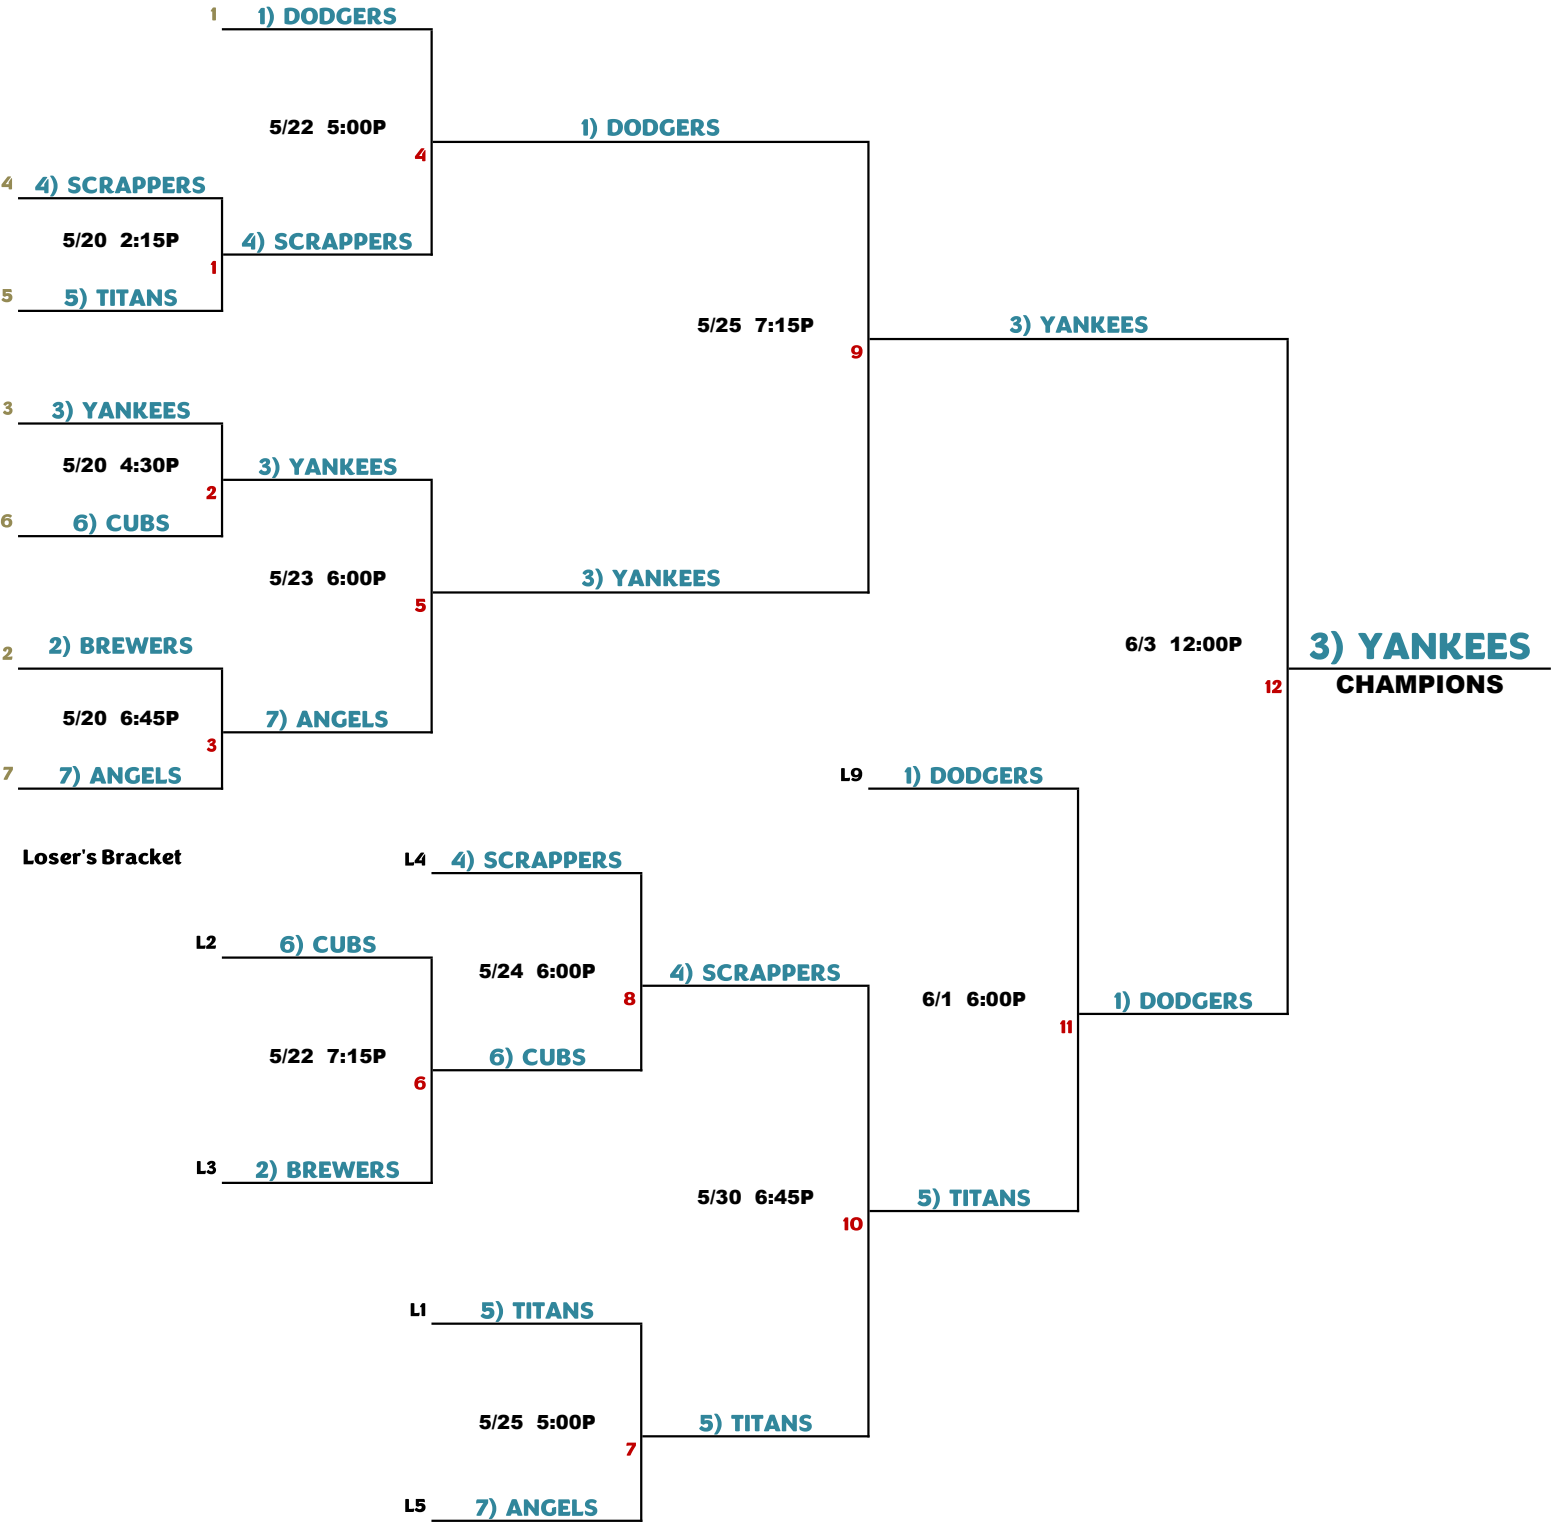 1 1) DODGERS
5/22 5:00P
1) DODGERS
4
4 4) SCRAPPERS
5/20 2:15P
4) SCRAPPERS
1
5 5) TITANS
5/25 7:15P
3) YANKEES
9
3 3) YANKEES
5/20 4:30P
3) YANKEES
2
6 6) CUBS
5/23 6:00P
3) YANKEES
5
2 2) BREWERS
6/3 12:00P
3) YANKEES
12
CHAMPIONS
5/20 6:45P
7) ANGELS
3
7 7) ANGELS
L9 1) DODGERS
Loser's Bracket
L4 4) SCRAPPERS
L2 6) CUBS
5/24 6:00P
4) SCRAPPERS
8
6/1 6:00P
1) DODGERS
11
5/22 7:15P
6) CUBS
6
L3 2) BREWERS
5/30 6:45P
5) TITANS
10
L1 5) TITANS
5/25 5:00P
5) TITANS
7
L5 7) ANGELS